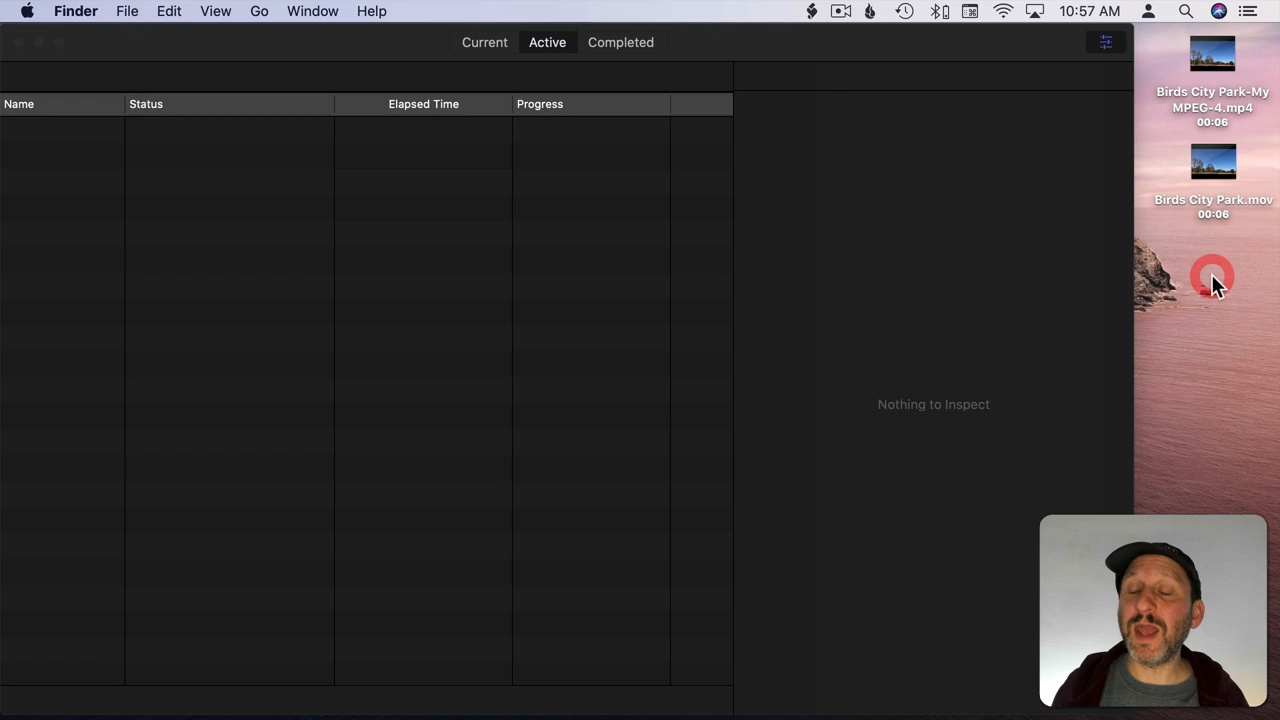 Finder File Edit View Go Window Help 10:57 AM
Current Active Completed
Name Status Elapsed Time Progress
Nothing to Inspect
Birds City Park-My
MPEG-4.mp4
00:06
Birds City Park.mov
00:06